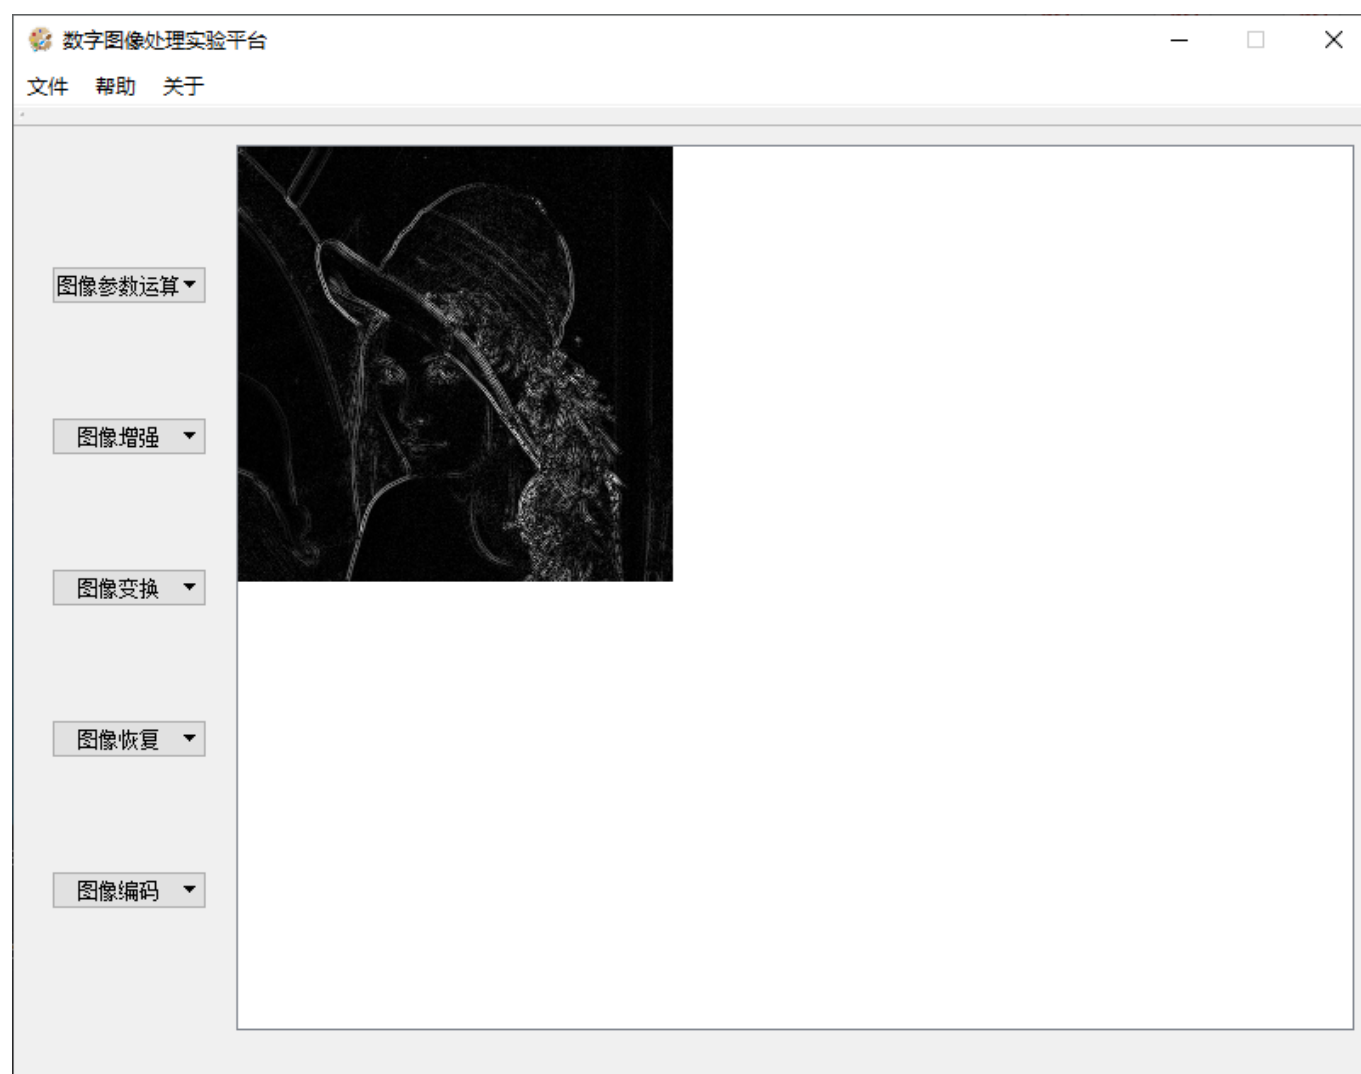 数字图像处理实验平台
文件 帮助 关于
图像参数运算
图像增强
图像变换
图像恢复
图像编码